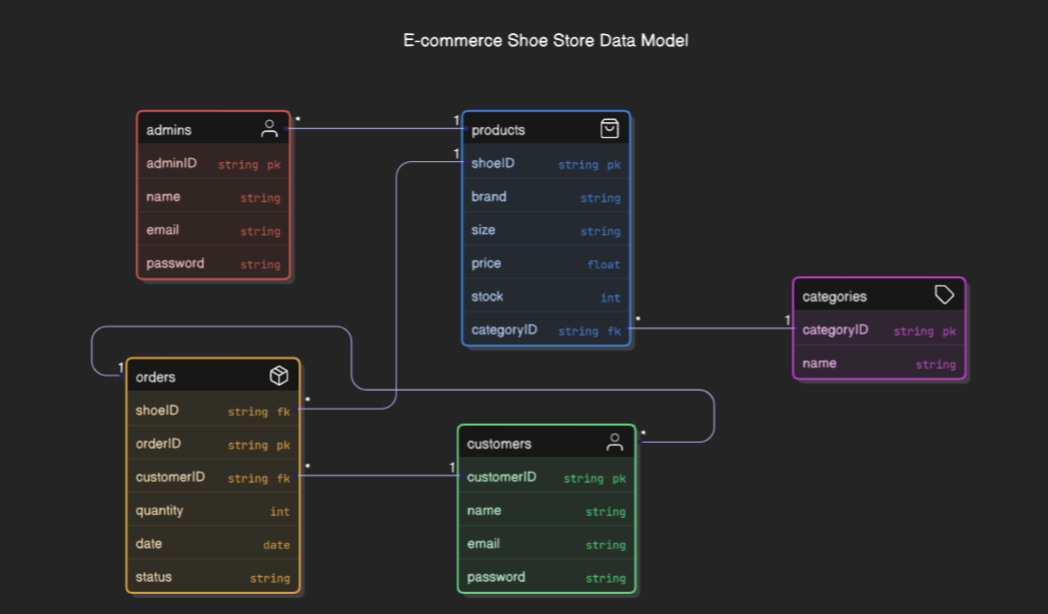 E-commerce Shoe Store Data Model
admins
adminID string pk
name string
email string
password string
* 1
products
1
shoeID string pk
brand string
size string
price float
stock int
categoryID string fk
* 1
categories
categoryID string pk
name string
1
orders
*
shoeID string fk
orderID string pk
customerID string fk
quantity int
date date
status string
* 1
customers
*
customerID string pk
name string
email string
password string